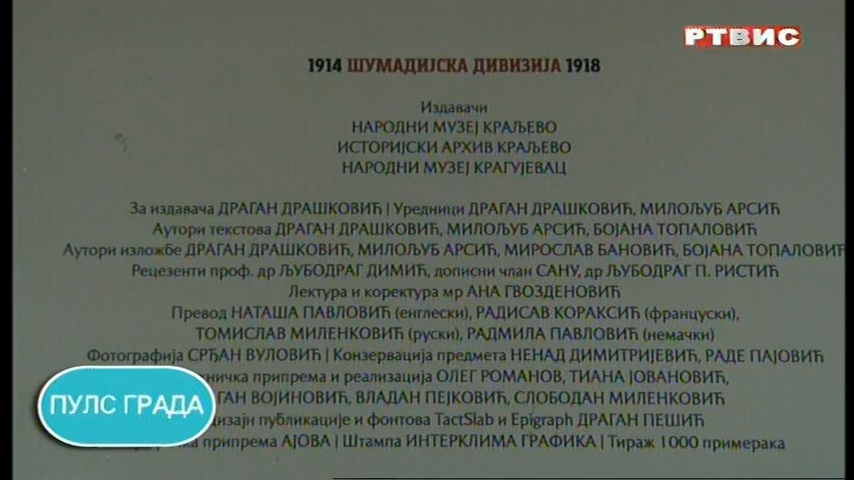 РТВИС
1914 ШУМАДИЈСКА ДИВИЗИЈА 1918
Издавачи
НАРОДНИ МУЗЕЈ КРАЉЕВО
ИСТОРИЈСКИ АРХИВ КРАЉЕВО
НАРОДНИ МУЗЕЈ КРАГУЈЕВАЦ
За издавача ДРАГАН ДРАШКОВИЋ | Уредници ДРАГАН ДРАШКОВИЋ, МИЛОЉУБ АРСИЋ
Аутори текстова ДРАГАН ДРАШКОВИЋ, МИЛОЉУБ АРСИЋ, БОЈАНА ТОПАЛОВИЋ
Аутори изложбе ДРАГАН ДРАШКОВИЋ, МИЛОЉУБ АРСИЋ, МИРОСЛАВ БАНОВИЋ, БОЈАНА ТОПАЛОВИЋ
Рецезенти проф. др ЉУБОДРАГ ДИМИЋ, дописни члан САНУ, др ЉУБОДРАГ П. РИСТИЋ
Лектура и коректура мр АНА ГВОЗДЕНОВИЋ
Превод НАТАША ПАВЛОВИЋ (енглески), РАДИСАВ КОРАКСИЋ (француски),
ТОМИСЛАВ МИЛЕНКОВИЋ (руски), РАДМИЛА ПАВЛОВИЋ (немачки)
Фотографија СРЂАН ВУЛОВИЋ | Конзервација предмета НЕНАД ДИМИТРИЈЕВИЋ, РАДЕ ПАЈОВИЋ
припрема и реализација ОЛЕГ РОМАНОВ, ТИАНА ЈОВАНОВИЋ,
ВОЈИНОВИЋ, ВЛАДАН ПЕЈКОВИЋ, СЛОБОДАН МИЛЕНКОВИЋ
ПУЛС ГРАДА
публикације и фонтова TactSlab и Epigraph ДРАГАН ПЕШИЋ
припрема АЈОВА | Штампа ИНТЕРКЛИМА ГРАФИКА | Тираж 1000 примерака